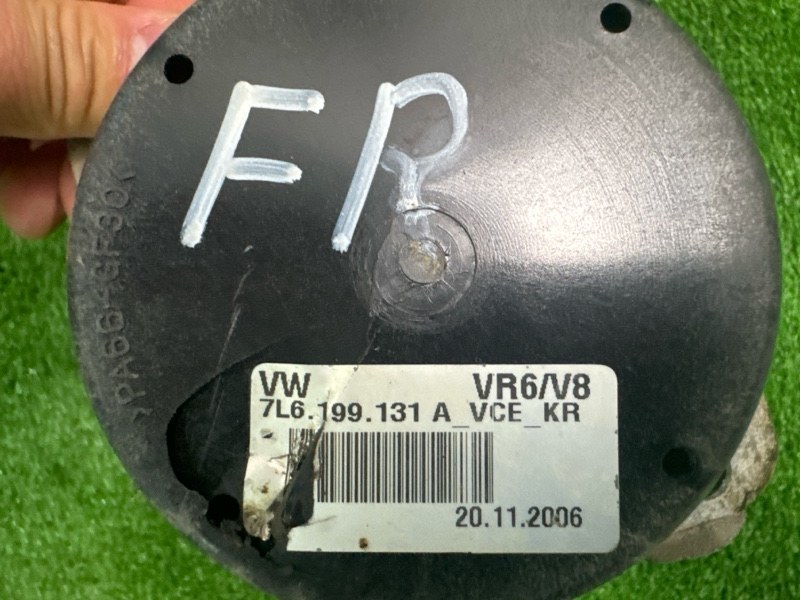 FR
VW VR6/V8
7L6.199.131 A_VCE_KR
20.11.2006